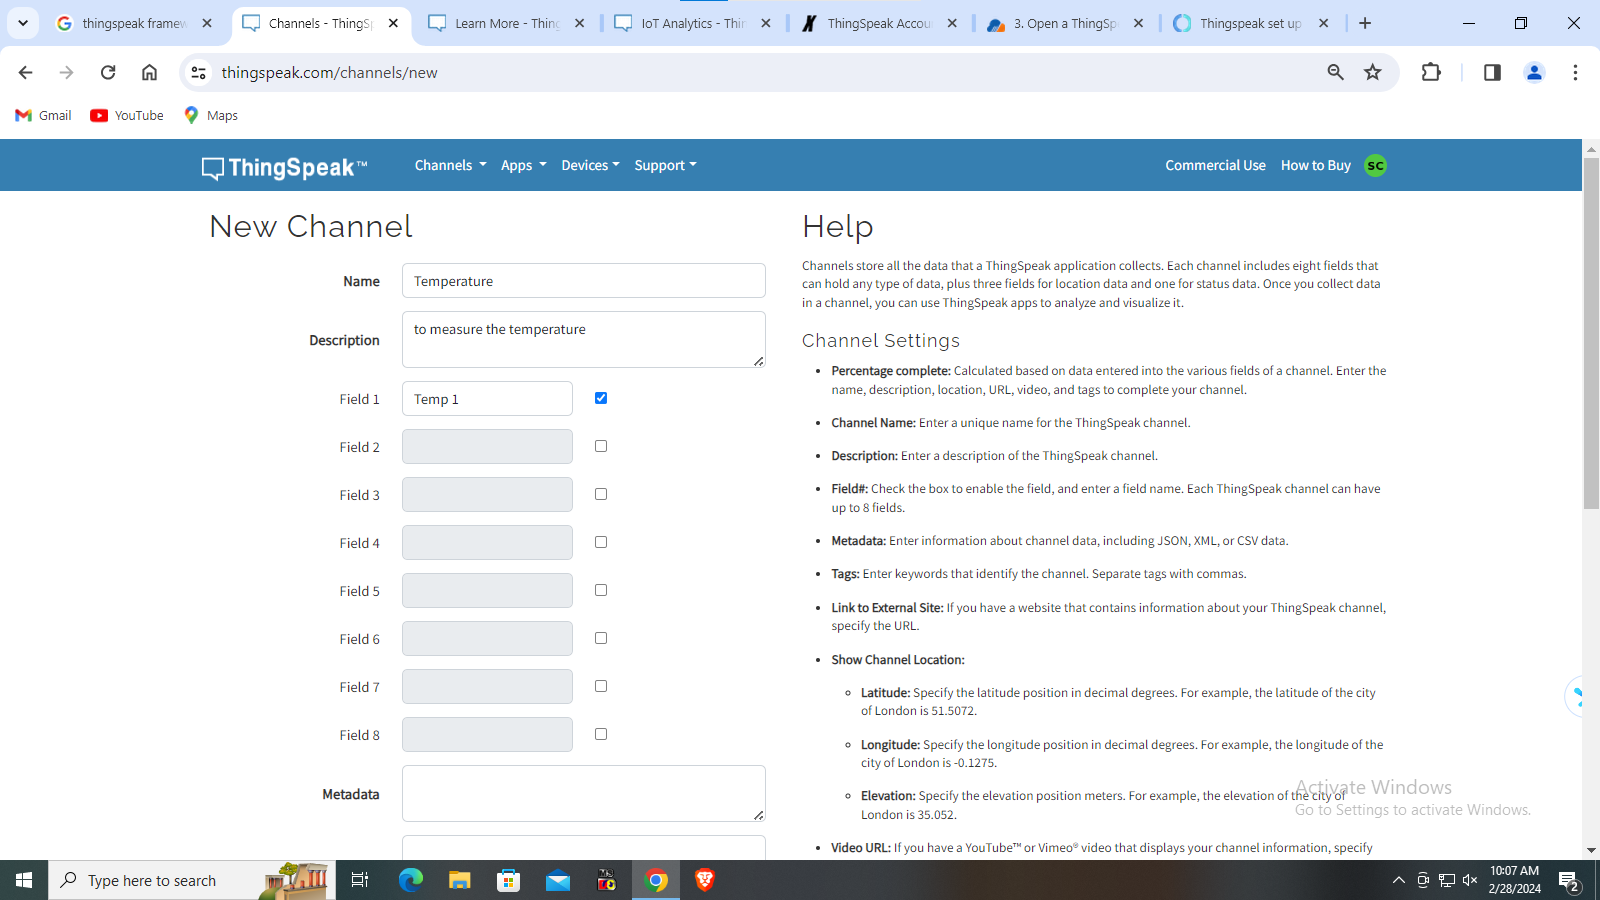 thingspeak framew
Channels - ThingSp
Learn More - Thing
IoT Analytics - Thin
ThingSpeak Accou
3. Open a ThingSp
Thingspeak set up
thingspeak.com/channels/new
Gmail
YouTube
Maps
ThingSpeak™
Channels
Apps
Devices
Support
Commercial Use
How to Buy
SC
New Channel
Name
Temperature
Description
to measure the temperature
Field 1
Temp 1
Field 2
Field 3
Field 4
Field 5
Field 6
Field 7
Field 8
Metadata
Help
Channels store all the data that a ThingSpeak application collects. Each channel includes eight fields that
can hold any type of data, plus three fields for location data and one for status data. Once you collect data
in a channel, you can use ThingSpeak apps to analyze and visualize it.
Channel Settings
• Percentage complete: Calculated based on data entered into the various fields of a channel. Enter the
name, description, location, URL, video, and tags to complete your channel.
• Channel Name: Enter a unique name for the ThingSpeak channel.
• Description: Enter a description of the ThingSpeak channel.
• Field#: Check the box to enable the field, and enter a field name. Each ThingSpeak channel can have
up to 8 fields.
• Metadata: Enter information about channel data, including JSON, XML, or CSV data.
• Tags: Enter keywords that identify the channel. Separate tags with commas.
• Link to External Site: If you have a website that contains information about your ThingSpeak channel,
specify the URL.
• Show Channel Location:
◦ Latitude: Specify the latitude position in decimal degrees. For example, the latitude of the city
of London is 51.5072.
◦ Longitude: Specify the longitude position in decimal degrees. For example, the longitude of the
city of London is -0.1275.
◦ Elevation: Specify the elevation position meters. For example, the elevation of the city of
London is 35.052.
• Video URL: If you have a YouTube™ or Vimeo® video that displays your channel information, specify
Activate Windows
Go to Settings to activate Windows.
Type here to search
10:07 AM
2/28/2024
2